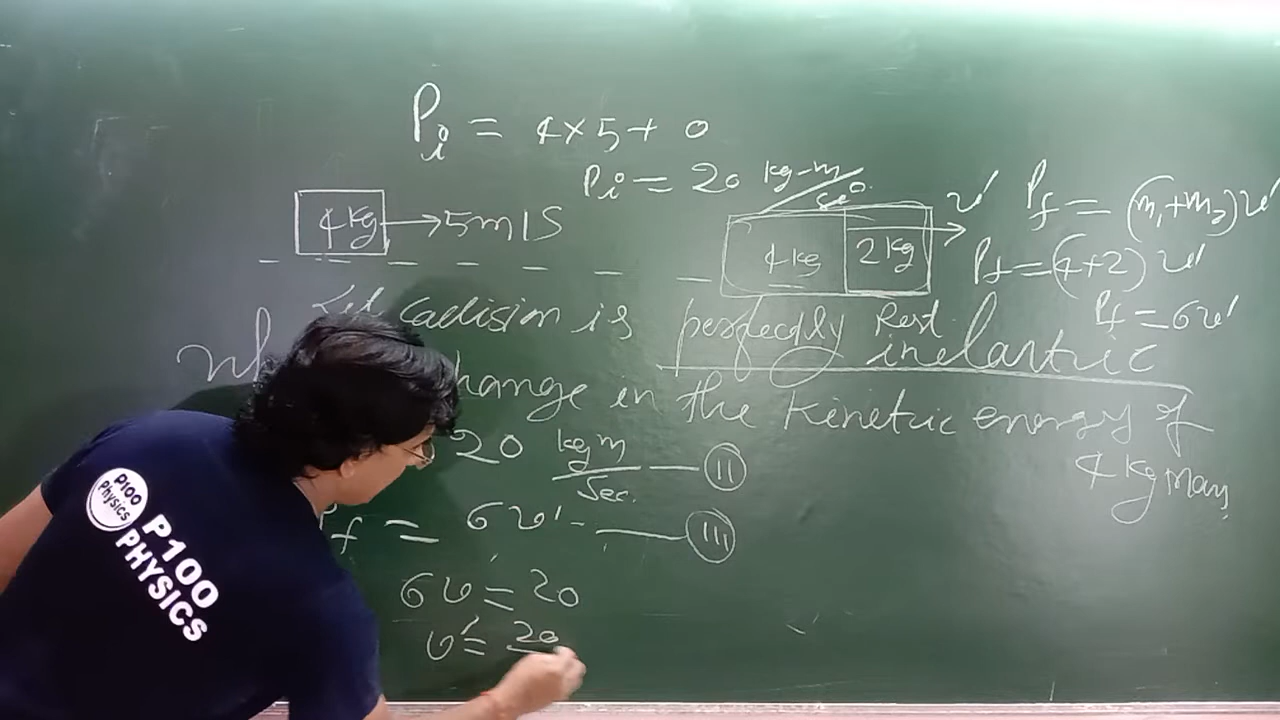 Pi = 4×5+ 0
Pi = 20 kg-m/sec
4kg → 5m/S
4kg 2kg v'
Pf = (m₁+m₂)v'
Pf = (4+2)v'
Pf = 6v'
is perfectly Rest. inelastic
change in the Kinetic energy of
4 kg Mass
20 kgm/Sec. — II
f = 6v' — III
6v = 20
v' = 20
P100 Physics
P100
PHYSICS